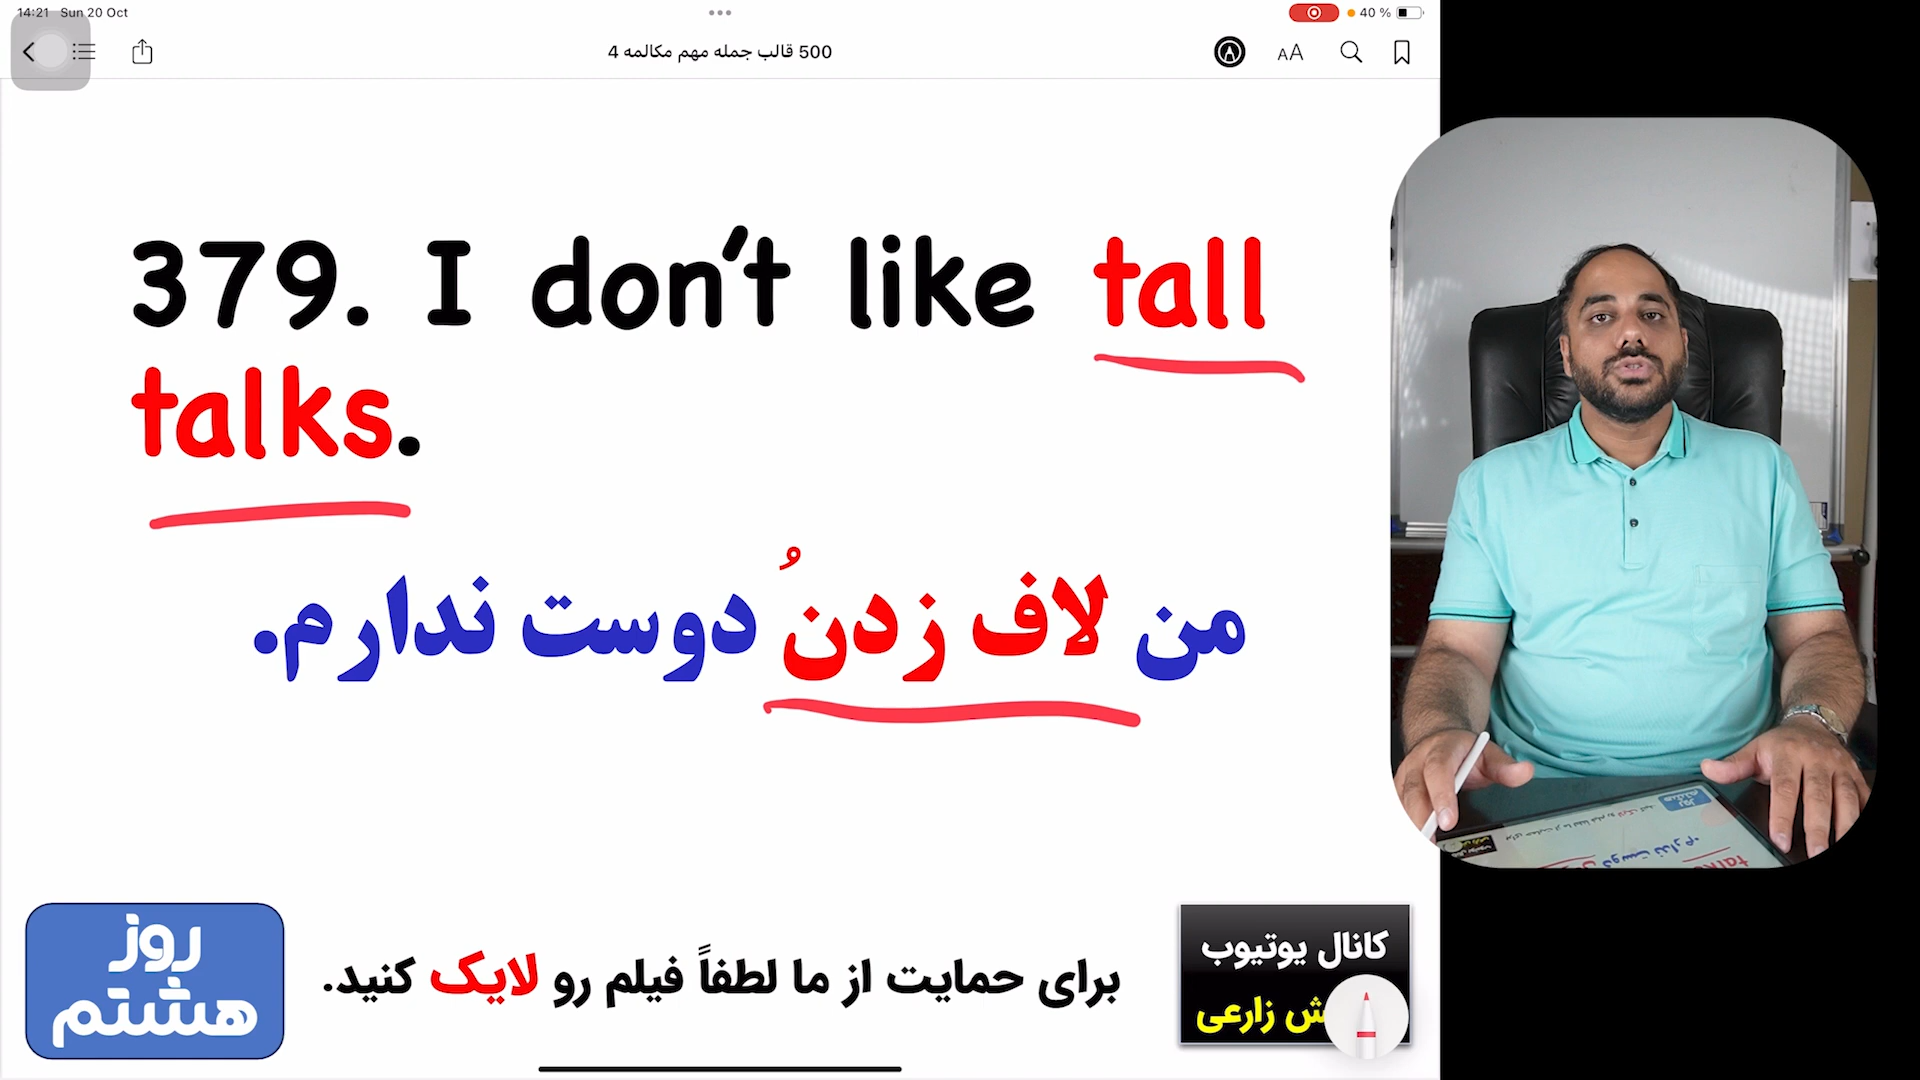 14:21 Sun 20 Oct
40 %
500 قالب جمله مهم مکالمه 4
AA
379. I don't like tall
talks.
من لاف زدنُ دوست ندارم.
روز
هشتم
برای حمایت از ما لطفاً فیلم رو لایک کنید.
کانال یوتیوب
زارعی